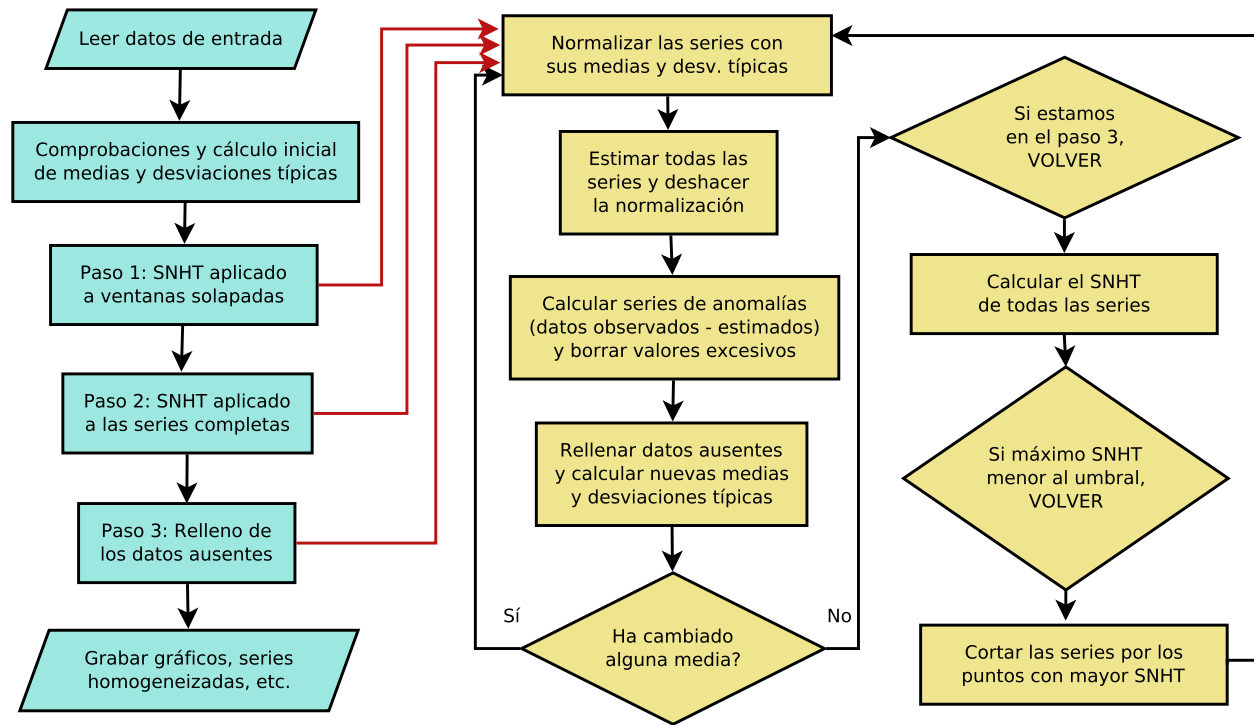 Leer datos de entrada
Comprobaciones y cálculo inicial
de medias y desviaciones típicas
Paso 1: SNHT aplicado
a ventanas solapadas
Paso 2: SNHT aplicado
a las series completas
Paso 3: Relleno de
los datos ausentes
Grabar gráficos, series
homogeneizadas, etc.
Normalizar las series con
sus medias y desv. típicas
Estimar todas las
series y deshacer
la normalización
Calcular series de anomalías
(datos observados - estimados)
y borrar valores excesivos
Rellenar datos ausentes
y calcular nuevas medias
y desviaciones típicas
Ha cambiado
alguna media?
Sí
No
Si estamos
en el paso 3,
VOLVER
Calcular el SNHT
de todas las series
Si máximo SNHT
menor al umbral,
VOLVER
Cortar las series por los
puntos con mayor SNHT